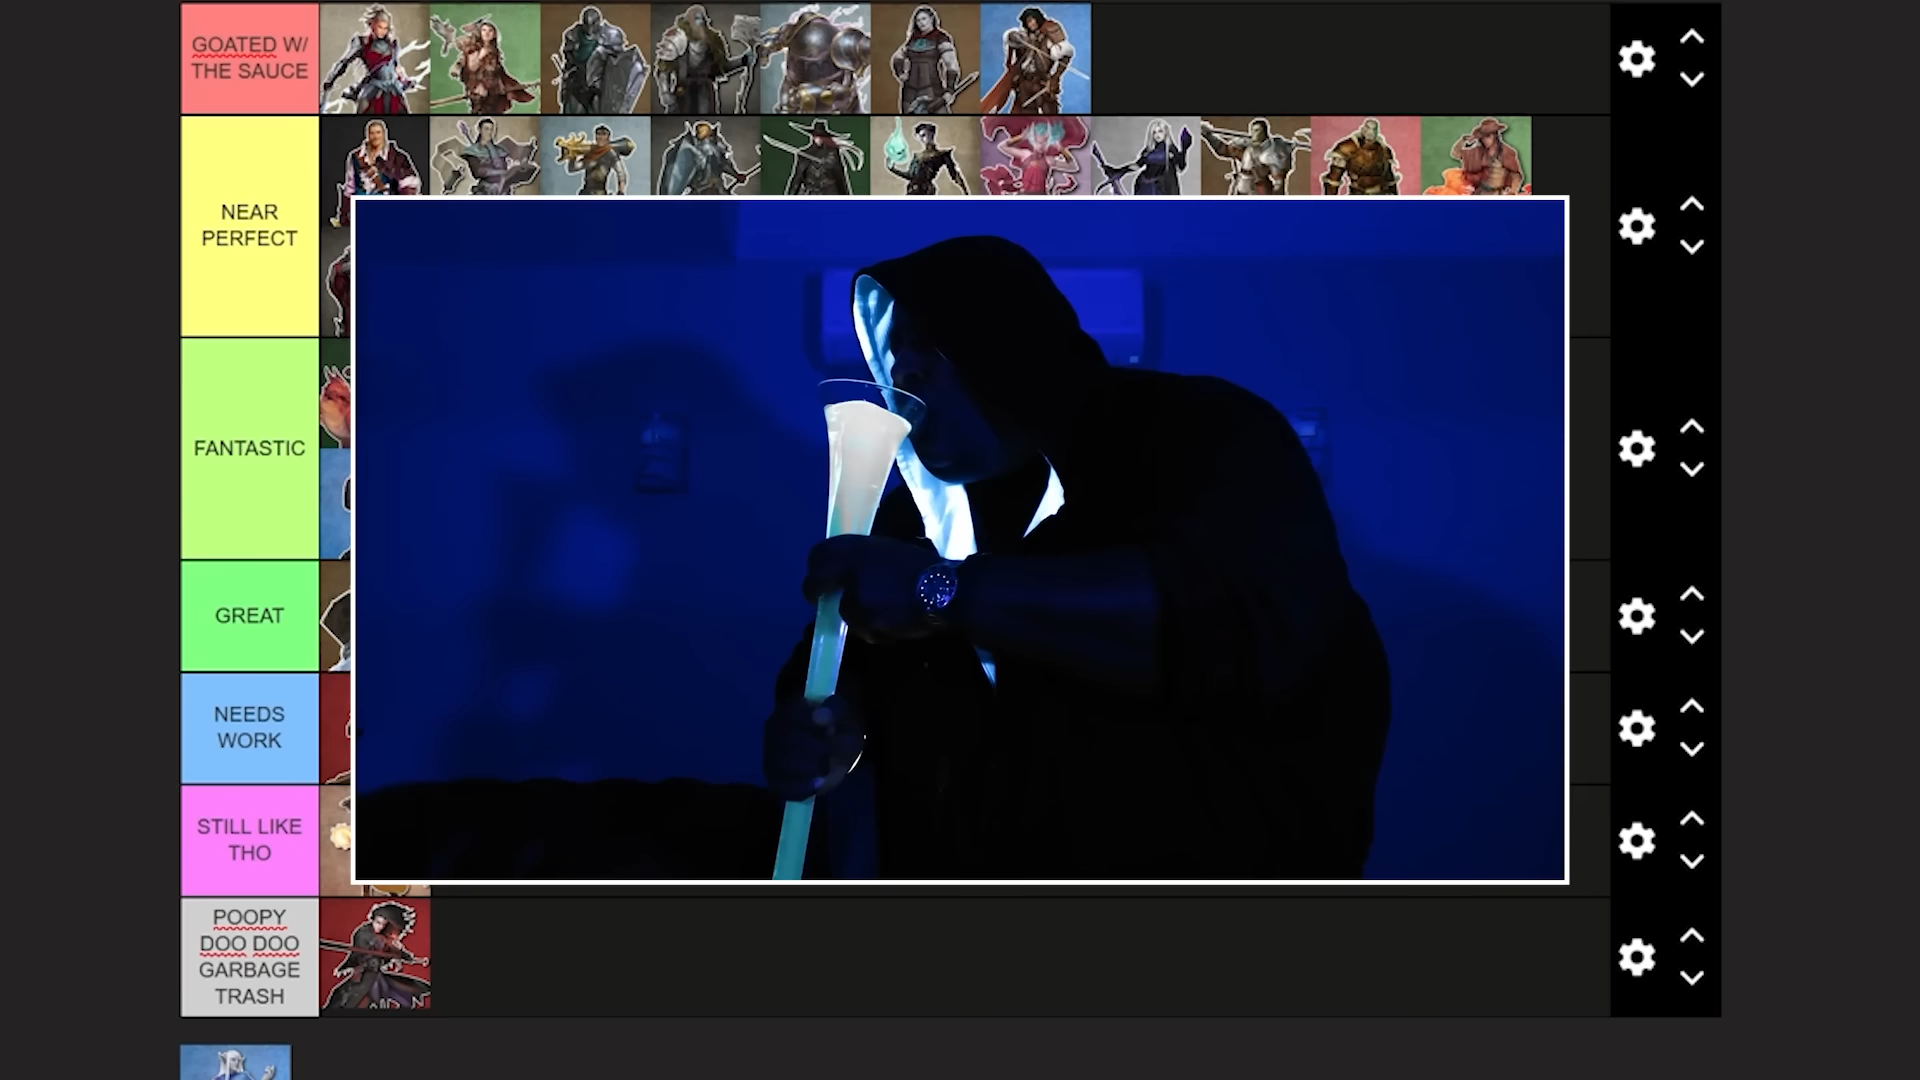 GOATED W/
THE SAUCE
NEAR
PERFECT
FANTASTIC
GREAT
NEEDS
WORK
STILL LIKE
THO
POOPY
DOO DOO
GARBAGE
TRASH